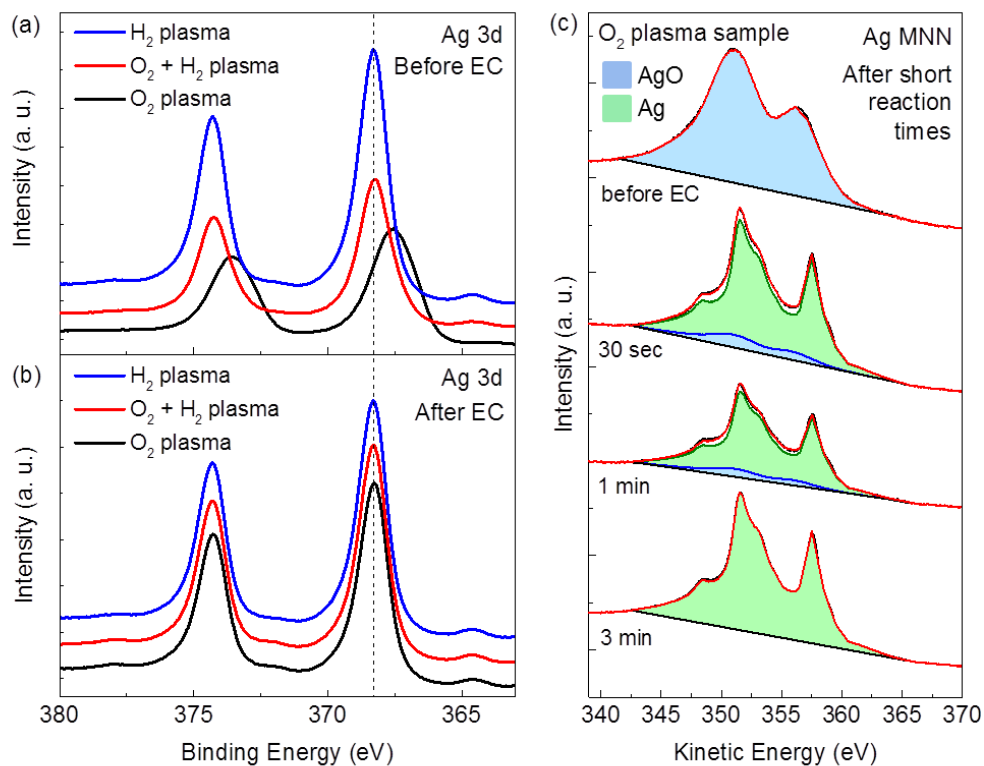 (a)
H₂ plasma
O₂ + H₂ plasma
O₂ plasma
Ag 3d
Before EC
Intensity (a. u.)
(b)
H₂ plasma
O₂ + H₂ plasma
O₂ plasma
Ag 3d
After EC
Intensity (a. u.)
380 375 370 365
Binding Energy (eV)
(c)
O₂ plasma sample
AgO
Ag
Ag MNN
After short
reaction
times
before EC
30 sec
1 min
3 min
Intensity (a. u.)
340 345 350 355 360 365 370
Kinetic Energy (eV)